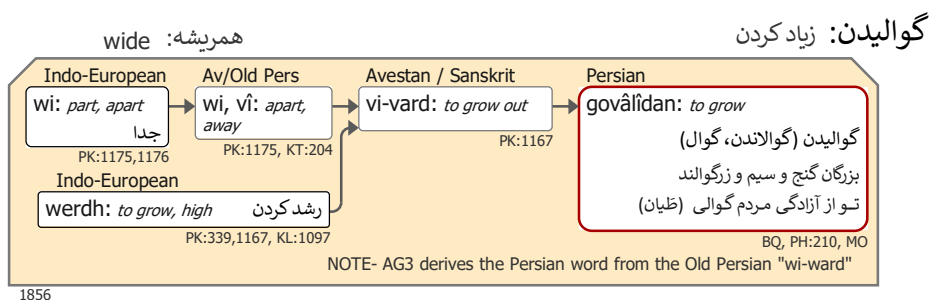 گوالیدن: زیاد کردن
همریشه: wide
Indo-European
Av/Old Pers
Avestan / Sanskrit
Persian
wi: part, apart
جدا
PK:1175,1176
wi, vî: apart,
away
PK:1175, KT:204
vi-vard: to grow out
PK:1167
govâlîdan: to grow
گوالیدن (گوالاندن، گوال)
بزرگان گنج و سیم و زرگوالند
تـو از آزادگی مـردم گوالی (طَیان)
BQ, PH:210, MO
Indo-European
werdh: to grow, high رشد کردن
PK:339,1167, KL:1097
NOTE- AG3 derives the Persian word from the Old Persian "wi-ward"
1856